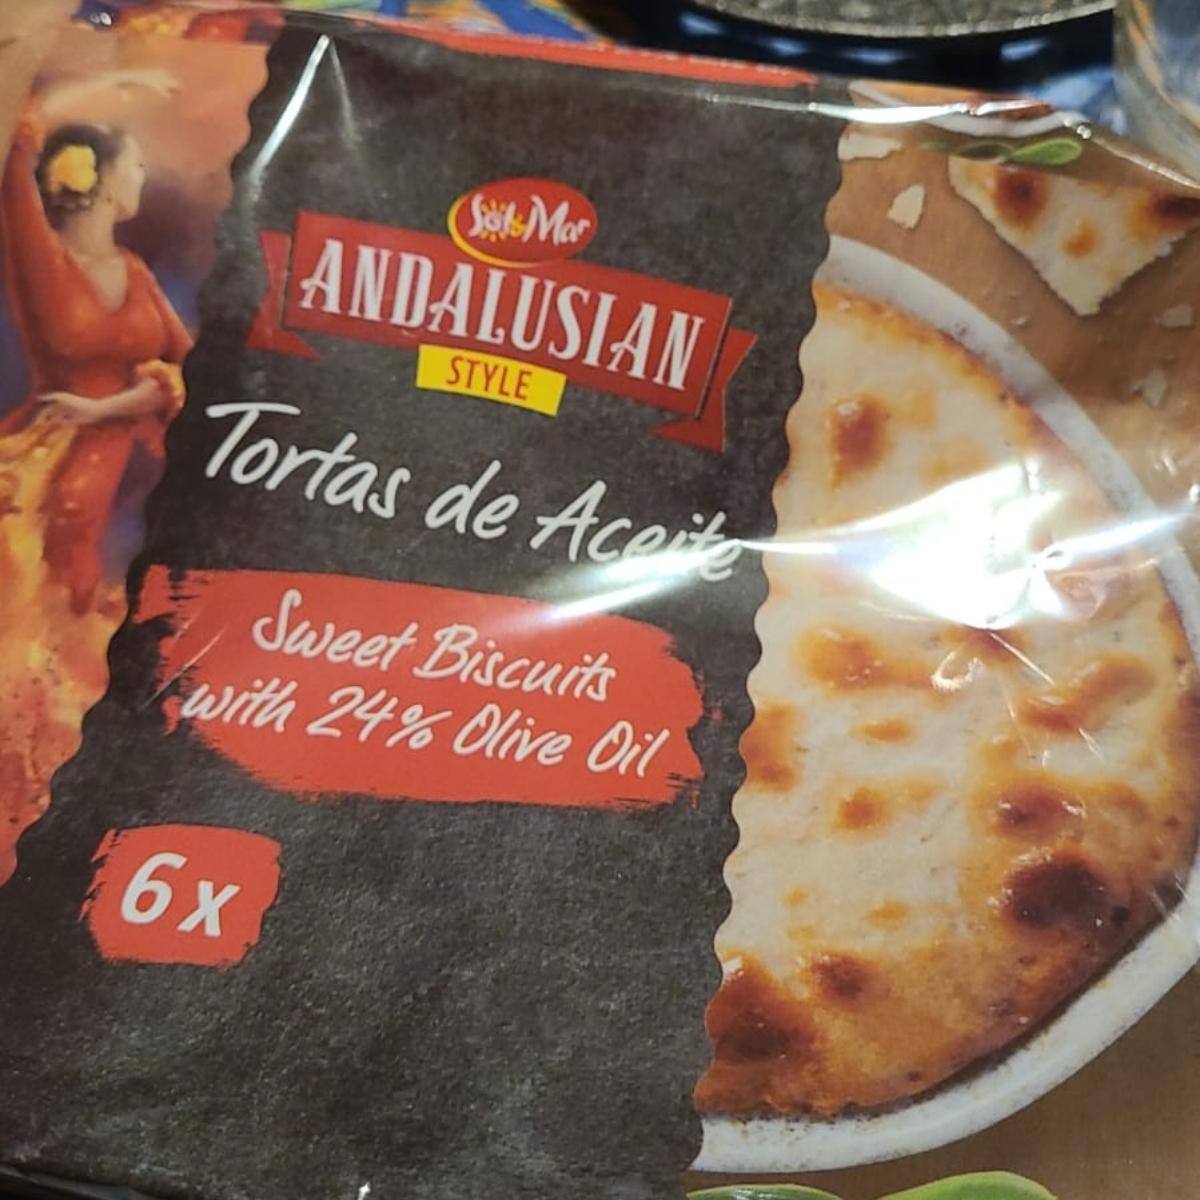 Sol&Mar
ANDALUSIAN
STYLE
Tortas de Aceite
Sweet Biscuits
with 24% Olive Oil
6x